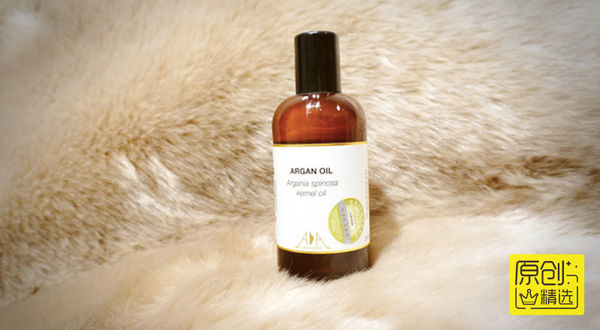 ARGAN OIL
Argania spinosa
kernel oil
原创
精选